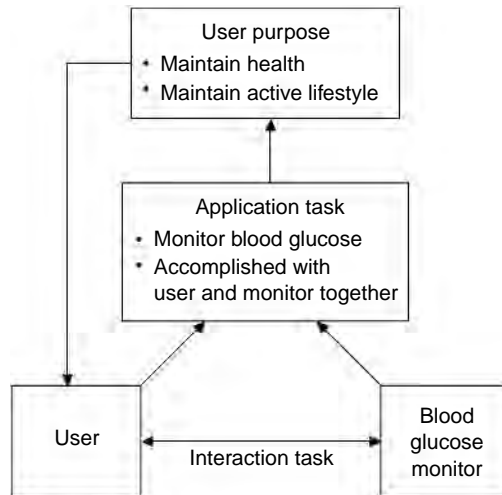 User purpose
• Maintain health
• Maintain active lifestyle
Application task
• Monitor blood glucose
• Accomplished with
user and monitor together
User
Interaction task
Blood
glucose
monitor